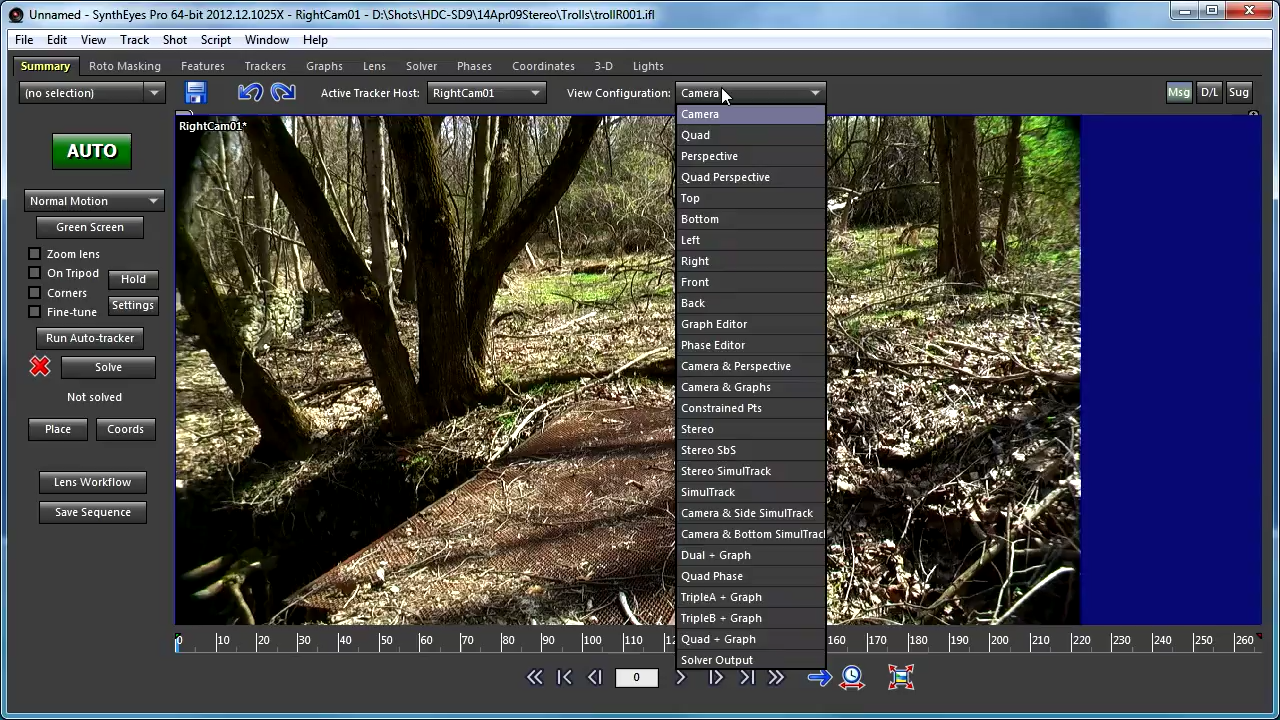 Unnamed - SynthEyes Pro 64-bit 2012.12.1025X - RightCam01 - D:\Shots\HDC-SD9\14Apr09Stereo\Trolls\trollR001.ifl
File Edit View Track Shot Script Window Help
Summary Roto Masking Features Trackers Graphs Lens Solver Phases Coordinates 3-D Lights
(no selection) Active Tracker Host: RightCam01 View Configuration: Camera Msg D/L Sug
RightCam01*
AUTO
Normal Motion
Green Screen
Zoom lens
On Tripod
Hold
Corners
Settings
Fine-tune
Run Auto-tracker
Solve
Not solved
Place Coords
Lens Workflow
Save Sequence
Camera
Quad
Perspective
Quad Perspective
Top
Bottom
Left
Right
Front
Back
Graph Editor
Phase Editor
Camera & Perspective
Camera & Graphs
Constrained Pts
Stereo
Stereo SbS
Stereo SimulTrack
SimulTrack
Camera & Side SimulTrack
Camera & Bottom SimulTrac
Dual + Graph
Quad Phase
TripleA + Graph
TripleB + Graph
Quad + Graph
Solver Output
0 10 20 30 40 50 60 70 80 90 100 110 160 170 180 190 200 210 220 230 240 250 260
0